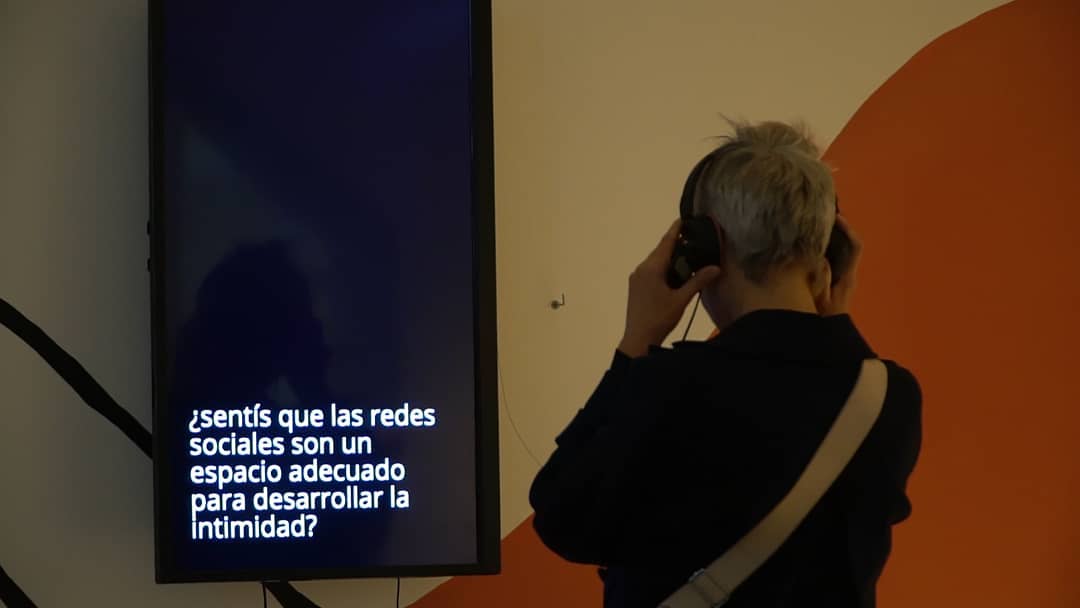 ¿sentís que las redes
sociales son un
espacio adecuado
para desarrollar la
intimidad?